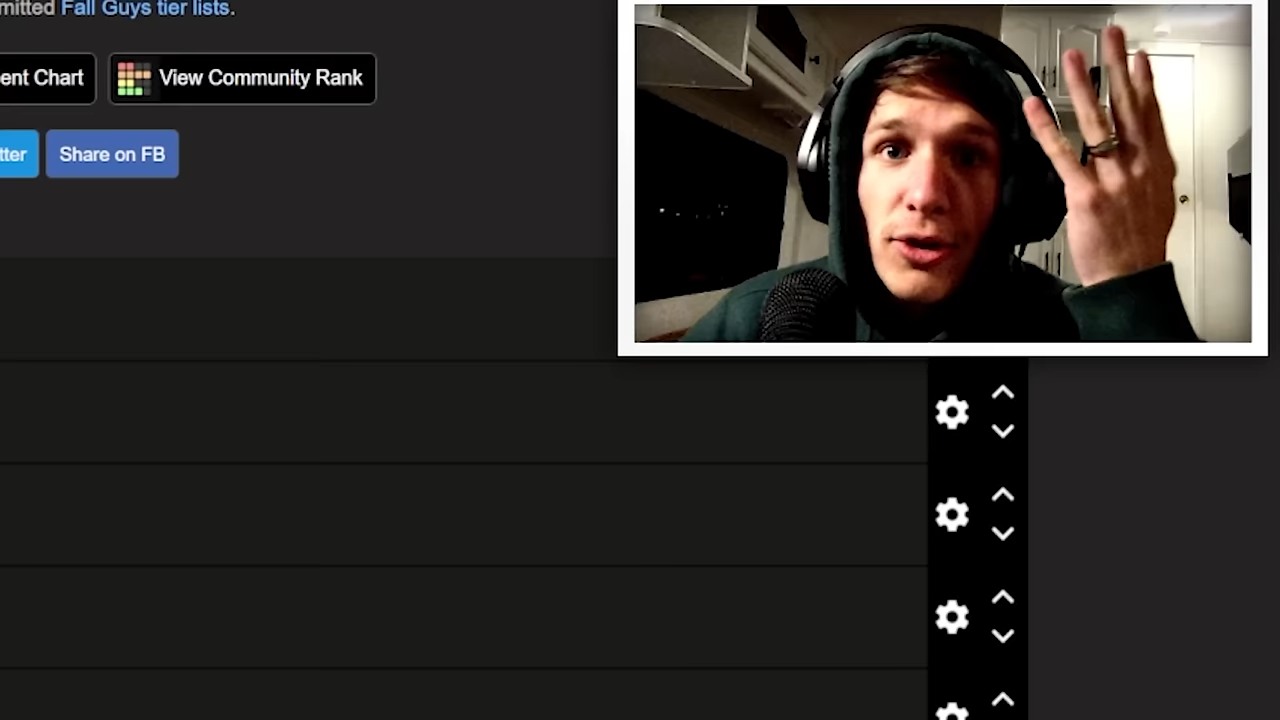 mitted Fall Guys tier lists.
ent Chart
View Community Rank
tter
Share on FB